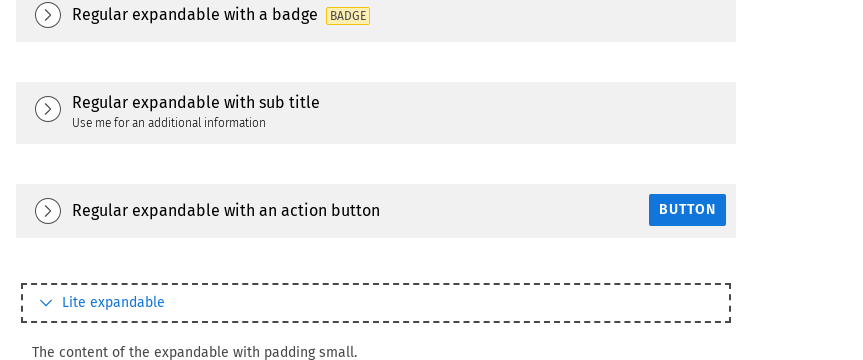 Regular expandable with a badge BADGE
Regular expandable with sub title
Use me for an additional information
Regular expandable with an action button BUTTON
Lite expandable
The content of the expandable with padding small.